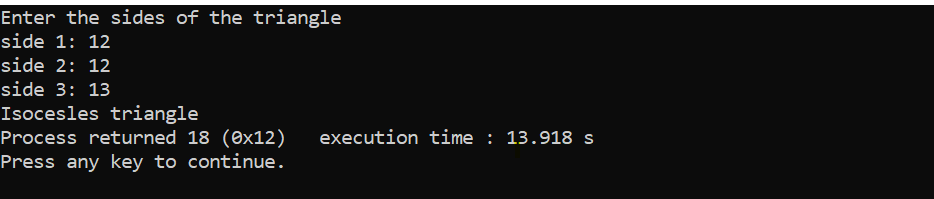 Enter the sides of the triangle
side 1: 12
side 2: 12
side 3: 13
Isocesles triangle
Process returned 18 (0x12)   execution time : 13.918 s
Press any key to continue.